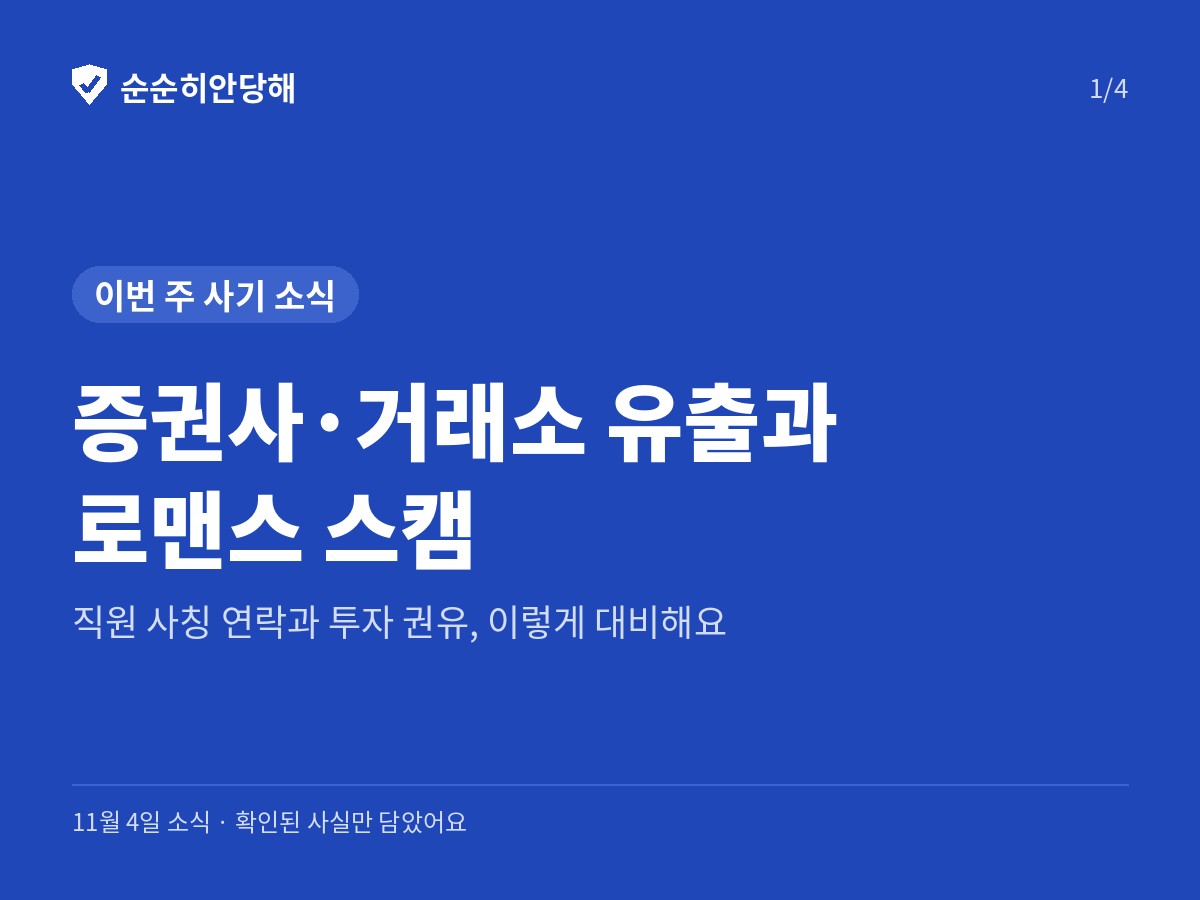 순순히안당해
1/4
이번 주 사기 소식
증권사·거래소 유출과
로맨스 스캠
직원 사칭 연락과 투자 권유, 이렇게 대비해요
11월 4일 소식 · 확인된 사실만 담았어요